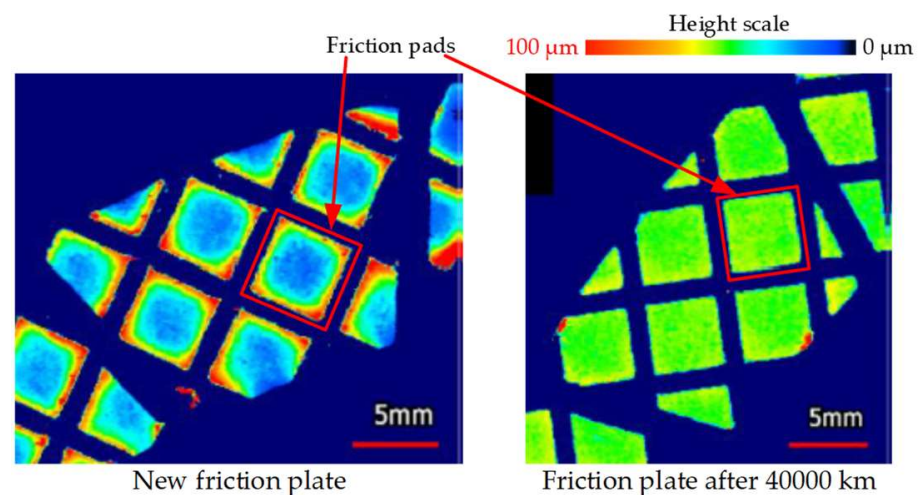 Height scale
Friction pads
100 µm
0 µm
5mm
5mm
New friction plate
Friction plate after 40000 km